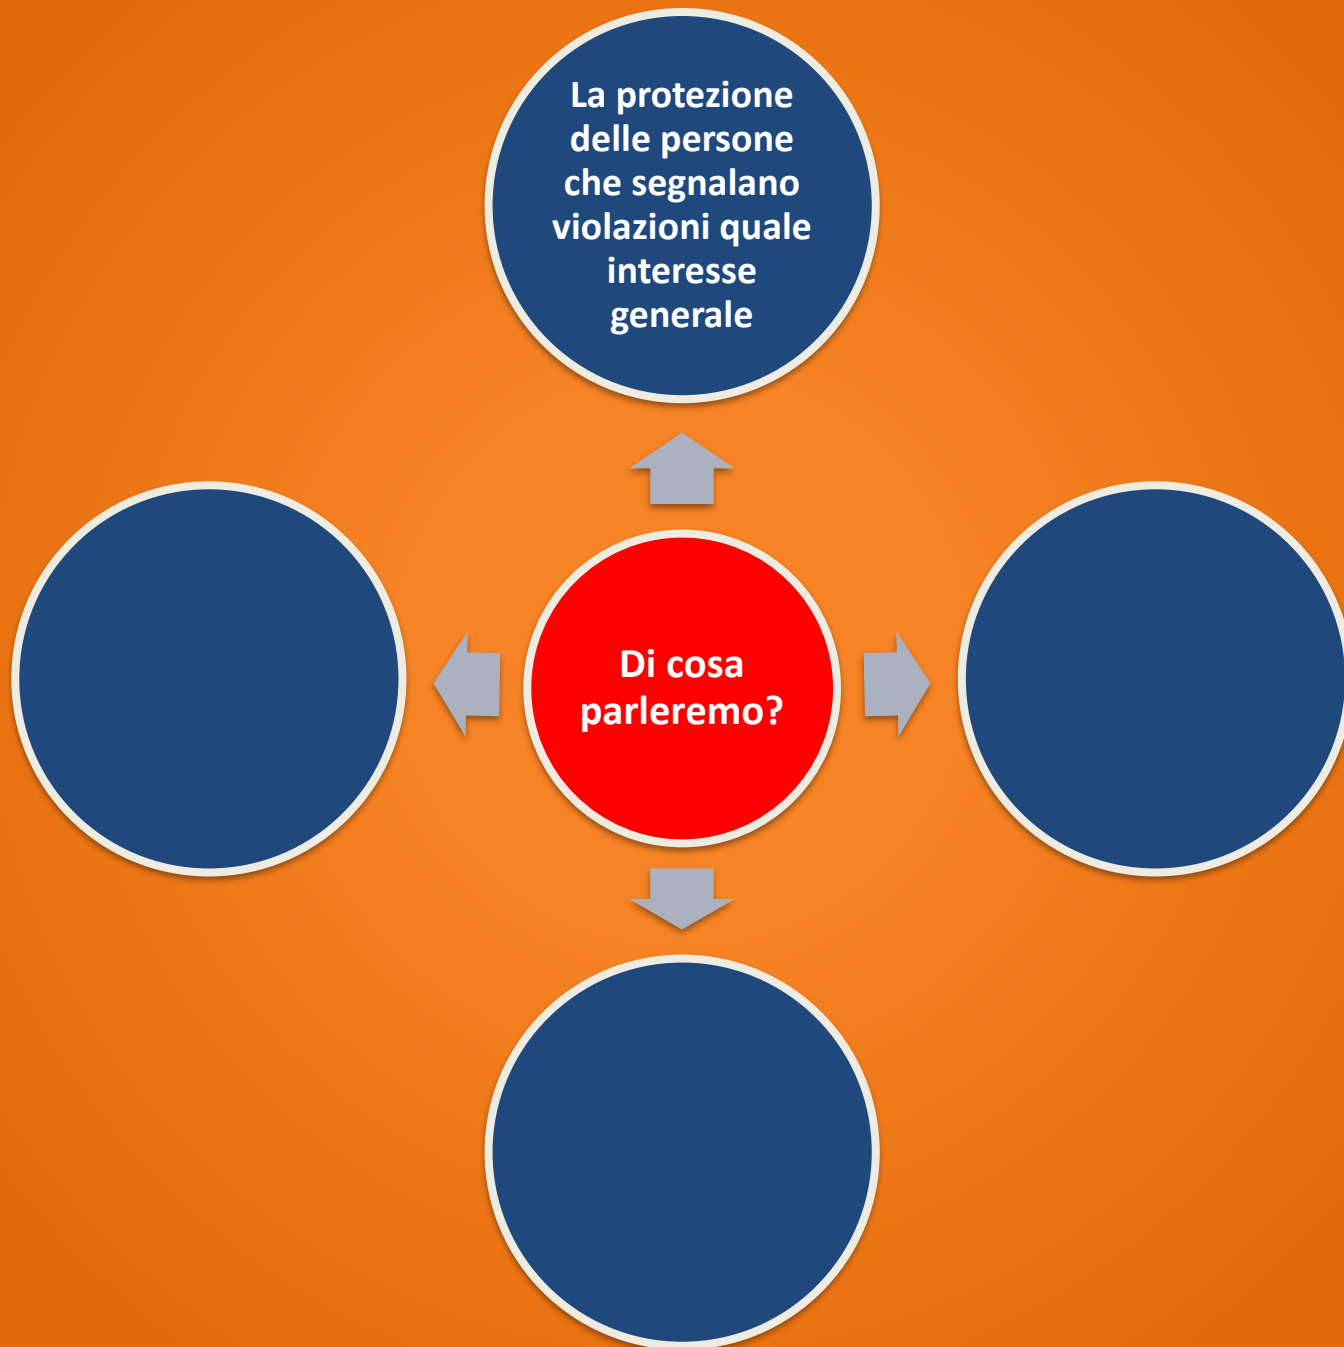 La protezione
delle persone
che segnalano
violazioni quale
interesse
generale
Di cosa
parleremo?